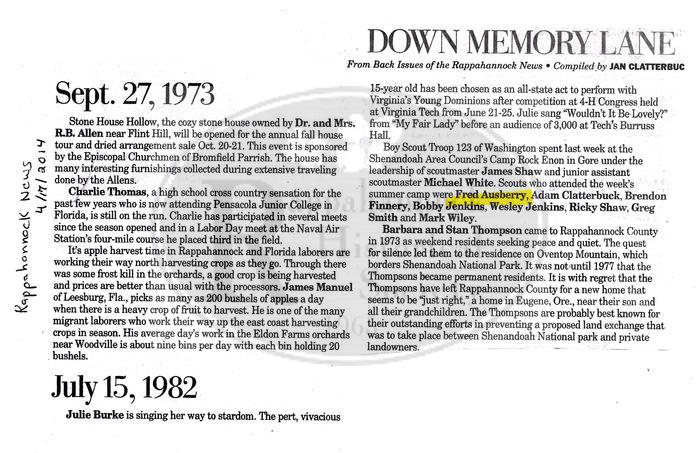 DOWN MEMORY LANE
From Back Issues of the Rappahannock News • Compiled by JAN CLATTERBUC
Rappahannock News
Sept. 27, 1973
Stone House Hollow, the cozy stone house owned by Dr. and Mrs.
R.B. Allen near Flint Hill, will be opened for the annual fall house
tour and dried arrangement sale Oct. 20-21. This event is sponsored
by the Episcopal Churchmen of Bromfield Parrish. The house has
many interesting furnishings collected during extensive traveling
done by the Allens.
Charlie Thomas, a high school cross country sensation for the
past few years who is now attending Pensacola Junior College in
Florida, is still on the run. Charlie has participated in several meets
since the season opened and in a Labor Day meet at the Naval Air
Station's four-mile course he placed third in the field.
It's apple harvest time in Rappahannock and Florida laborers are
working their way north harvesting crops as they go. Through there
was some frost kill in the orchards, a good crop is being harvested
and prices are better than usual with the processors. James Manuel
of Leesburg, Fla., picks as many as 200 bushels of apples a day
when there is a heavy crop of fruit to harvest. He is one of the many
migrant laborers who work their way up the east coast harvesting
crops in season. His average day's work in the Eldon Farms orchards
near Woodville is about nine bins per day with each bin holding 20
bushels.
July 15, 1982
Julie Burke is singing her way to stardom. The pert, vivacious
15-year old has been chosen as an all-state act to perform with
Virginia's Young Dominions after competition at 4-H Congress held
at Virginia Tech from June 21-25. Julie sang "Wouldn't It Be Lovely?"
from "My Fair Lady" before an audience of 3,000 at Tech's Burruss
Hall.
Boy Scout Troop 123 of Washington spent last week at the
Shenandoah Area Council's Camp Rock Enon in Gore under the
leadership of scoutmaster James Shaw and junior assistant
scoutmaster Michael White. Scouts who attended the week's
summer camp were Fred Ausberry, Adam Clatterbuck, Brendon
Finnery, Bobby Jenkins, Wesley Jenkins, Ricky Shaw, Greg
Smith and Mark Wiley.
Barbara and Stan Thompson came to Rappahannock County
in 1973 as weekend residents seeking peace and quiet. The quest
for silence led them to the residence on Oventop Mountain, which
borders Shenandoah National Park. It was not until 1977 that the
Thompsons became permanent residents. It is with regret that the
Thompsons have left Rappahannock County for a new home that
seems to be "just right," a home in Eugene, Ore., near their son and
all their grandchildren. The Thompsons are probably best known for
their outstanding efforts in preventing a proposed land exchange that
was to take place between Shenandoah National park and private
landowners.